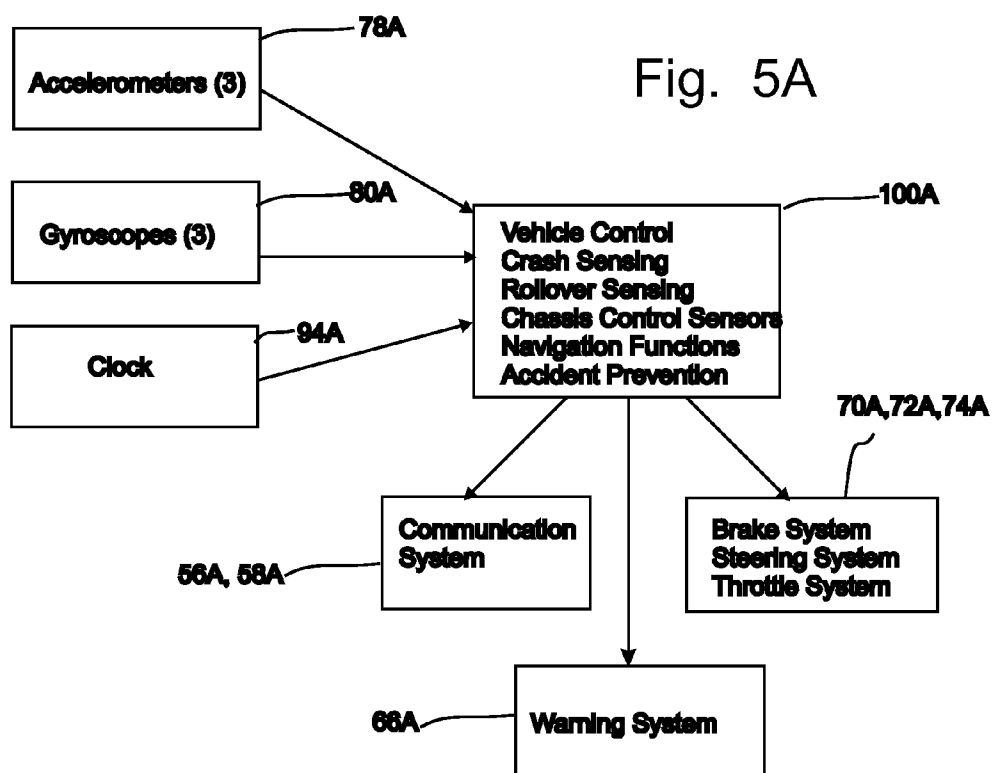 78A
Accelerometers (3)
Fig. 5A
80A
Gyroscopes (3)
100A
Vehicle Control
Crash Sensing
Rollover Sensing
Chassis Control Sensors
Navigation Functions
Accident Prevention
94A
Clock
70A,72A,74A
Communication
System
56A, 58A
Brake System
Steering System
Throttle System
66A
Warning System